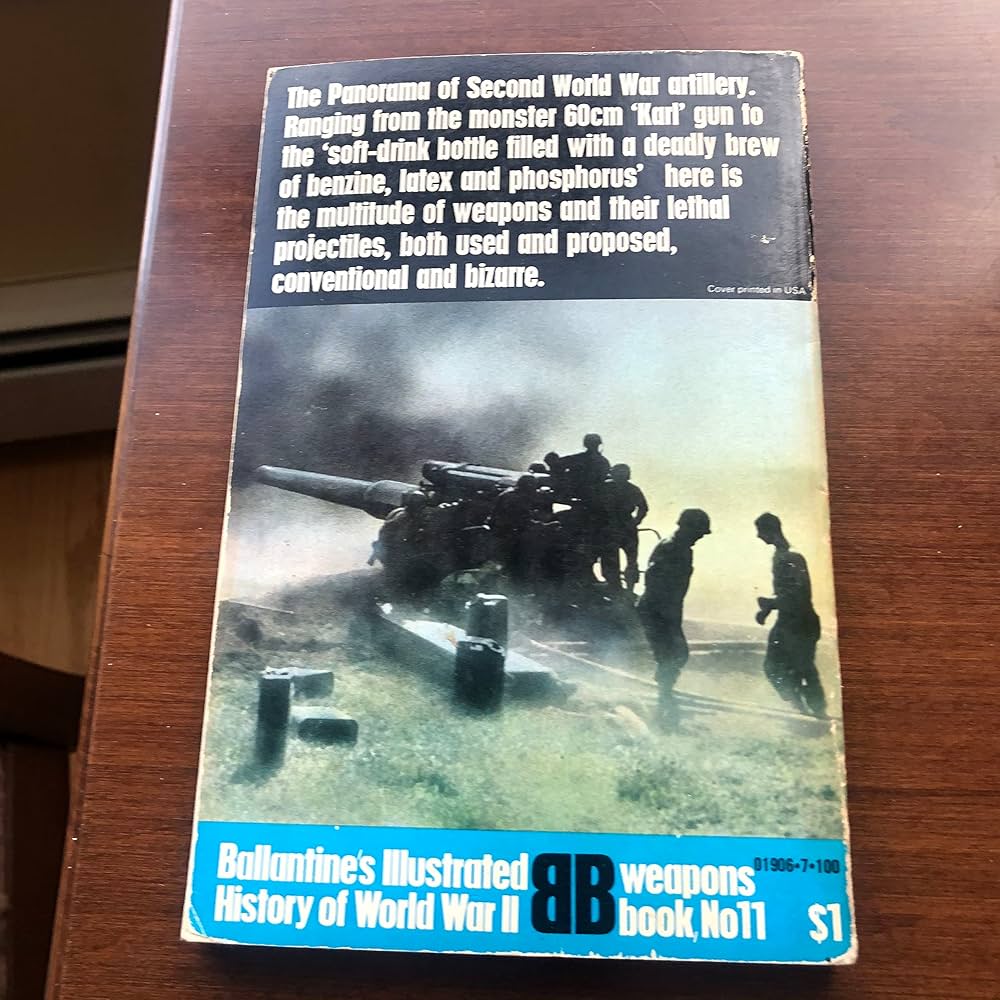 The Panorama of Second World War artillery.
Ranging from the monster 60cm 'Karl' gun to
the 'soft-drink bottle filled with a deadly brew
of benzine, latex and phosphorus' here is
the multitude of weapons and their lethal
projectiles, both used and proposed,
conventional and bizarre.
Cover printed in USA
Ballantine's Illustrated
History of World War II
BB
weapons
book, No11
01906•7•100
$1